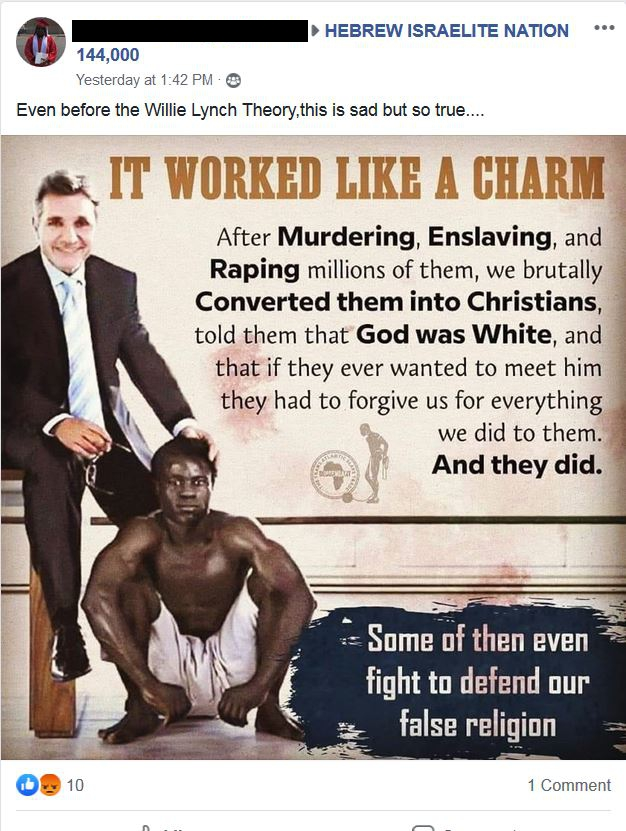 HEBREW ISRAELITE NATION
144,000
Yesterday at 1:42 PM ·
Even before the Willie Lynch Theory,this is sad but so true....
IT WORKED LIKE A CHARM
After Murdering, Enslaving, and
Raping millions of them, we brutally
Converted them into Christians,
told them that God was White, and
that if they ever wanted to meet him
they had to forgive us for everything
we did to them.
And they did.
Some of then even
fight to defend our
false religion
10
1 Comment